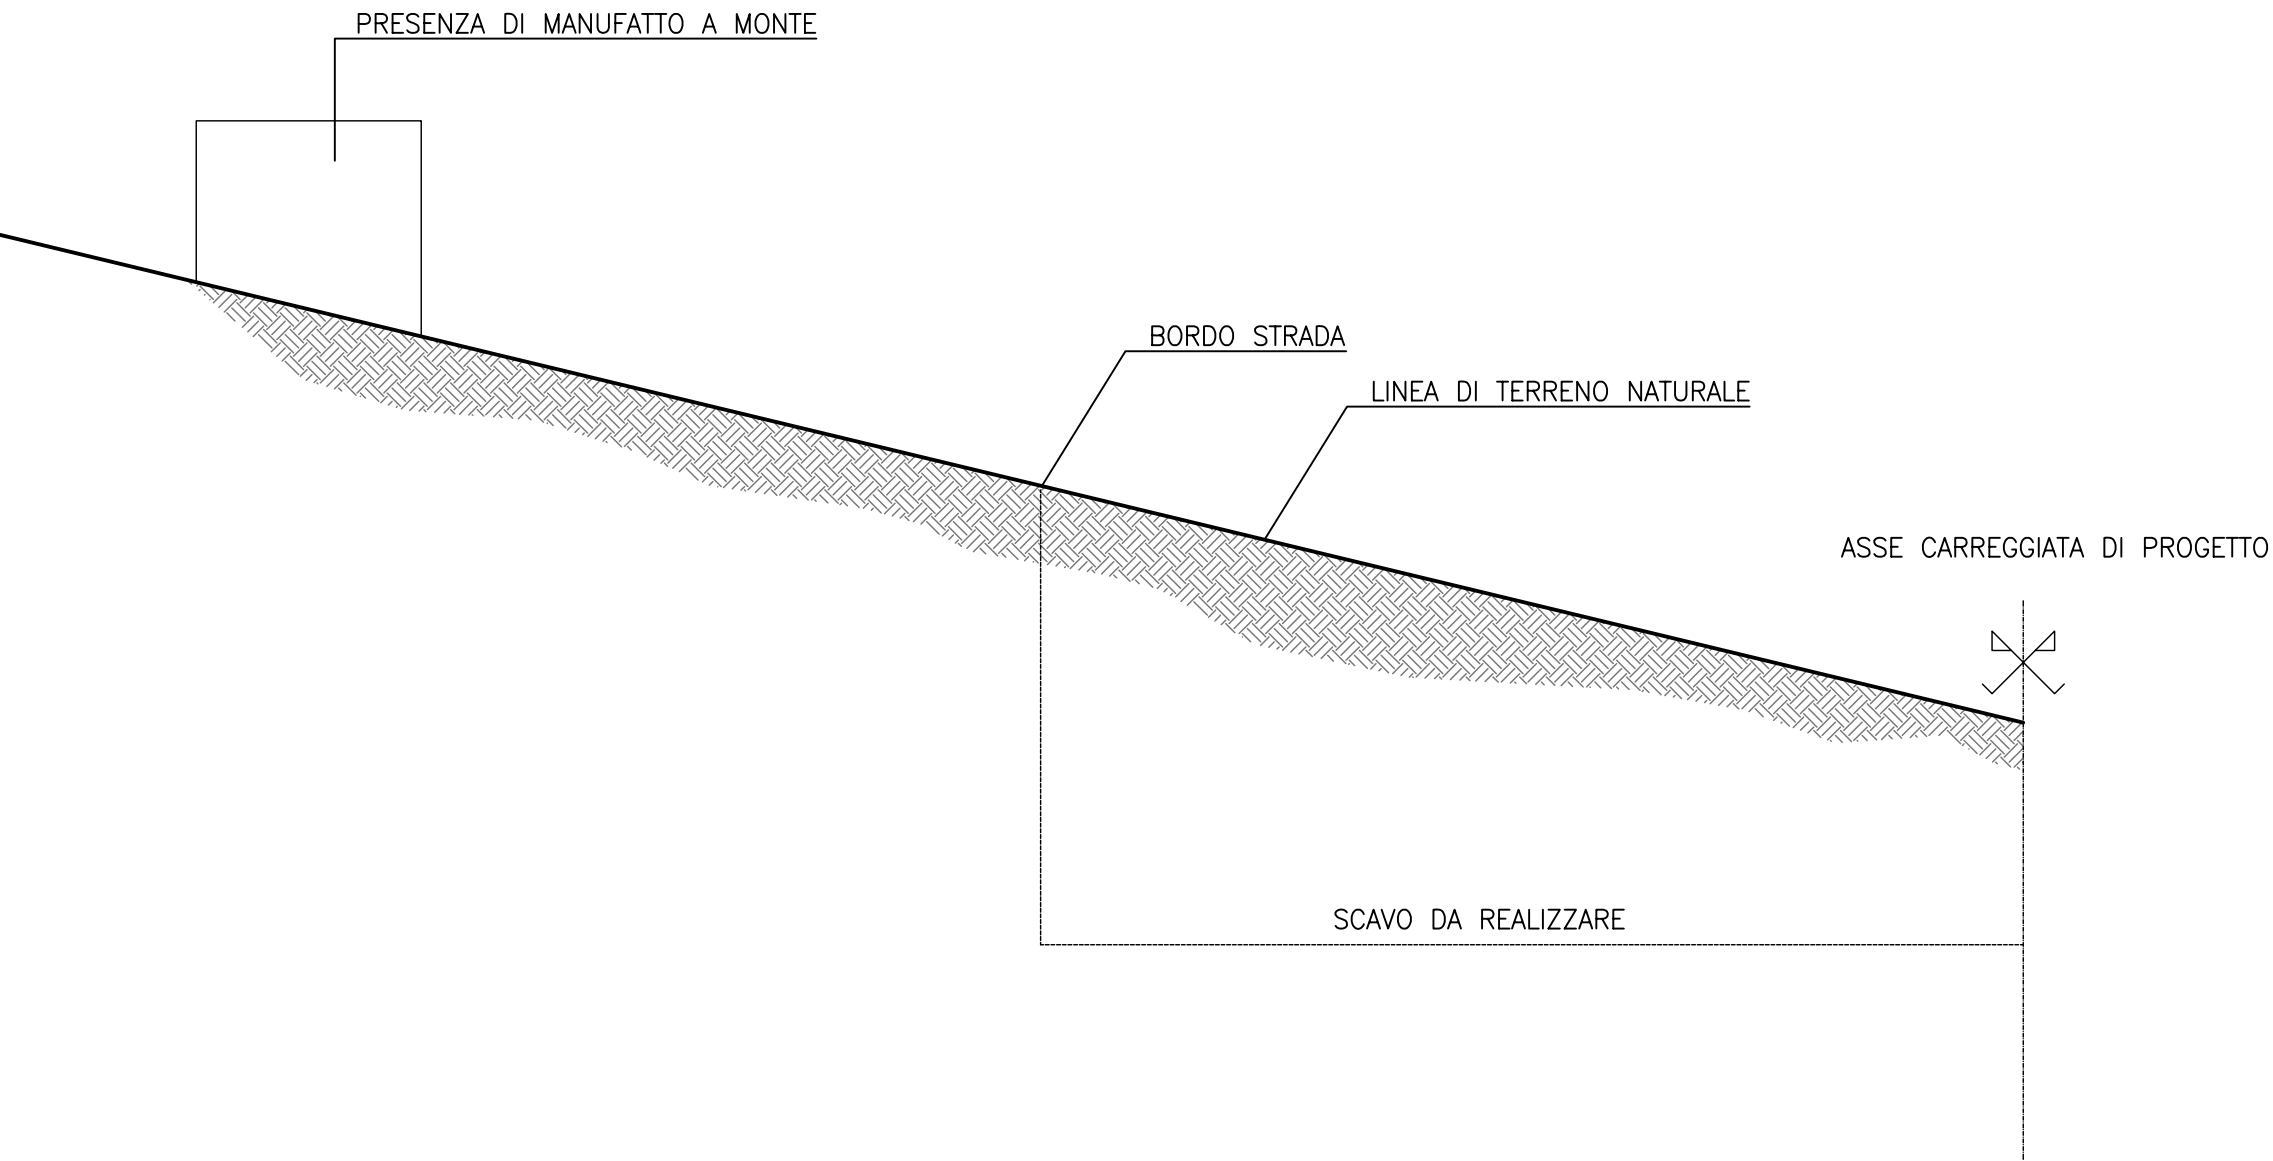 PRESENZA DI MANUFATTO A MONTE
BORDO STRADA
LINEA DI TERRENO NATURALE
ASSE CARREGGIATA DI PROGETTO
SCAVO DA REALIZZARE